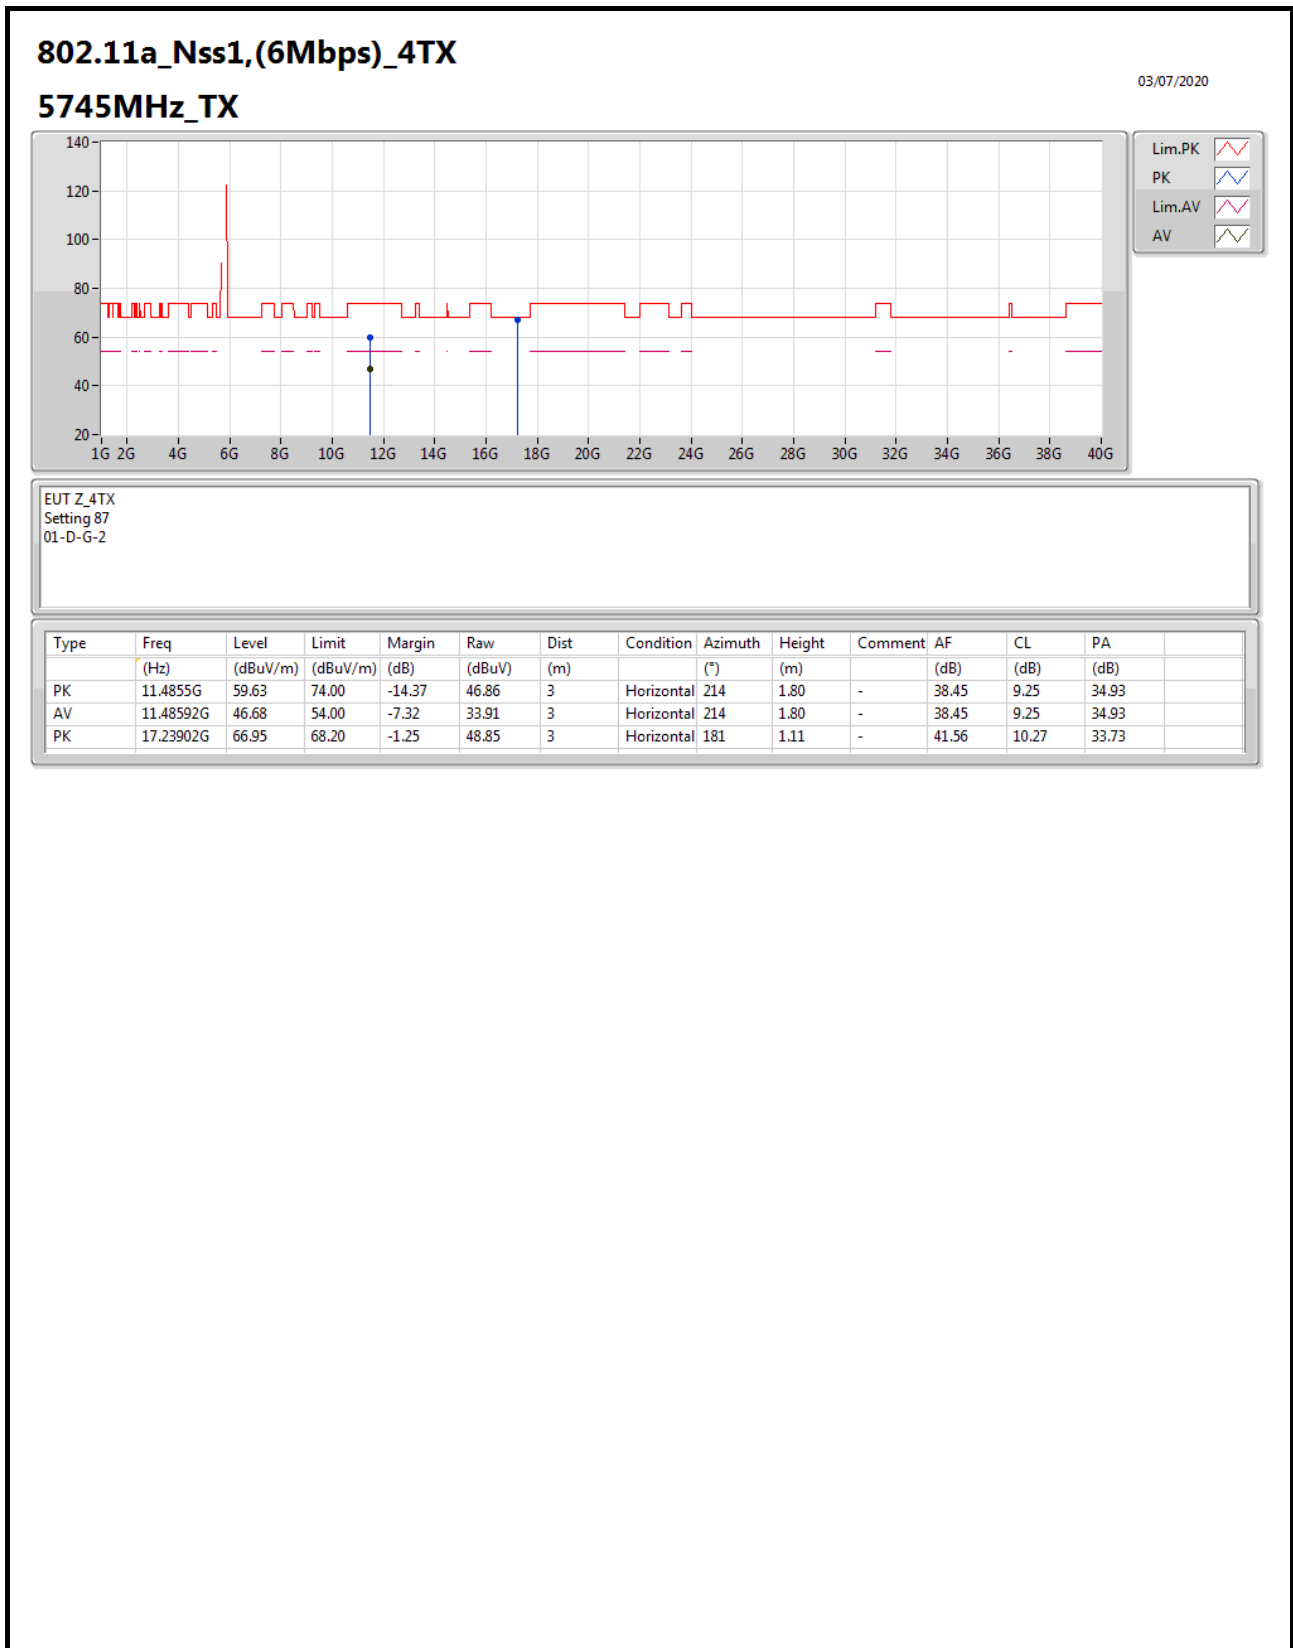 802.11a_Nss1,(6Mbps)_4TX
03/07/2020
5745MHz_TX
140
120
100
80
60
40
20
1G 2G 4G 6G 8G 10G 12G 14G 16G 18G 20G 22G 24G 26G 28G 30G 32G 34G 36G 38G 40G
Lim.PK
PK
Lim.AV
AV
EUT Z_4TX
Setting 87
01-D-G-2
Type Freq Level Limit Margin Raw Dist Condition Azimuth Height Comment AF CL PA
(Hz) (dBuV/m) (dBuV/m) (dB) (dBuV) (m) (°) (m) (dB) (dB) (dB)
PK 11.4855G 59.63 74.00 -14.37 46.86 3 Horizontal 214 1.80 - 38.45 9.25 34.93
AV 11.48592G 46.68 54.00 -7.32 33.91 3 Horizontal 214 1.80 - 38.45 9.25 34.93
PK 17.23902G 66.95 68.20 -1.25 48.85 3 Horizontal 181 1.11 - 41.56 10.27 33.73